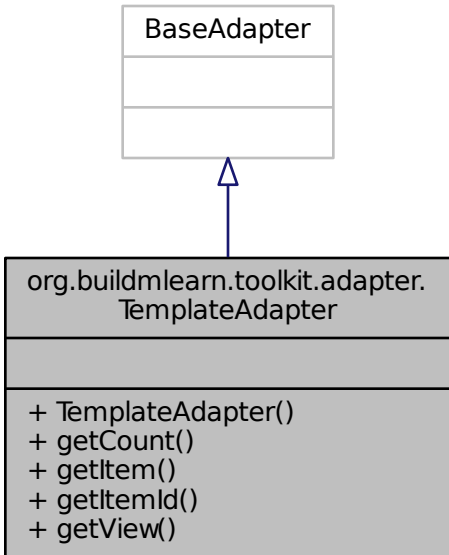 BaseAdapter
org.buildmlearn.toolkit.adapter.
TemplateAdapter
+ TemplateAdapter()
+ getCount()
+ getItem()
+ getItemId()
+ getView()